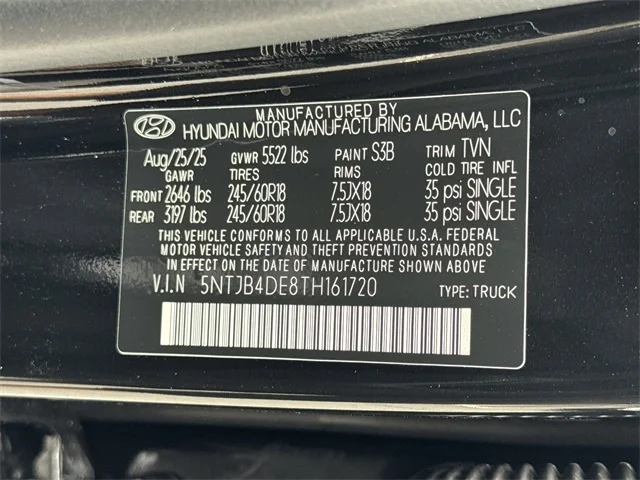 MANUFACTURED BY
HYUNDAI MOTOR MANUFACTURING ALABAMA, LLC
Aug/25/25 GVWR 5522 lbs PAINT S3B TRIM TVN
GAWR TIRES RIMS COLD TIRE INFL
FRONT 2646 lbs 245/60R18 7.5JX18 35 psi SINGLE
REAR 3197 lbs 245/60R18 7.5JX18 35 psi SINGLE
THIS VEHICLE CONFORMS TO ALL APPLICABLE U.S.A. FEDERAL
MOTOR VEHICLE SAFETY AND THEFT PREVENTION STANDARDS
IN EFFECT ON THE DATE OF MANUFACTURE SHOWN ABOVE.
V.I.N 5NTJB4DE8TH161720 TYPE: TRUCK